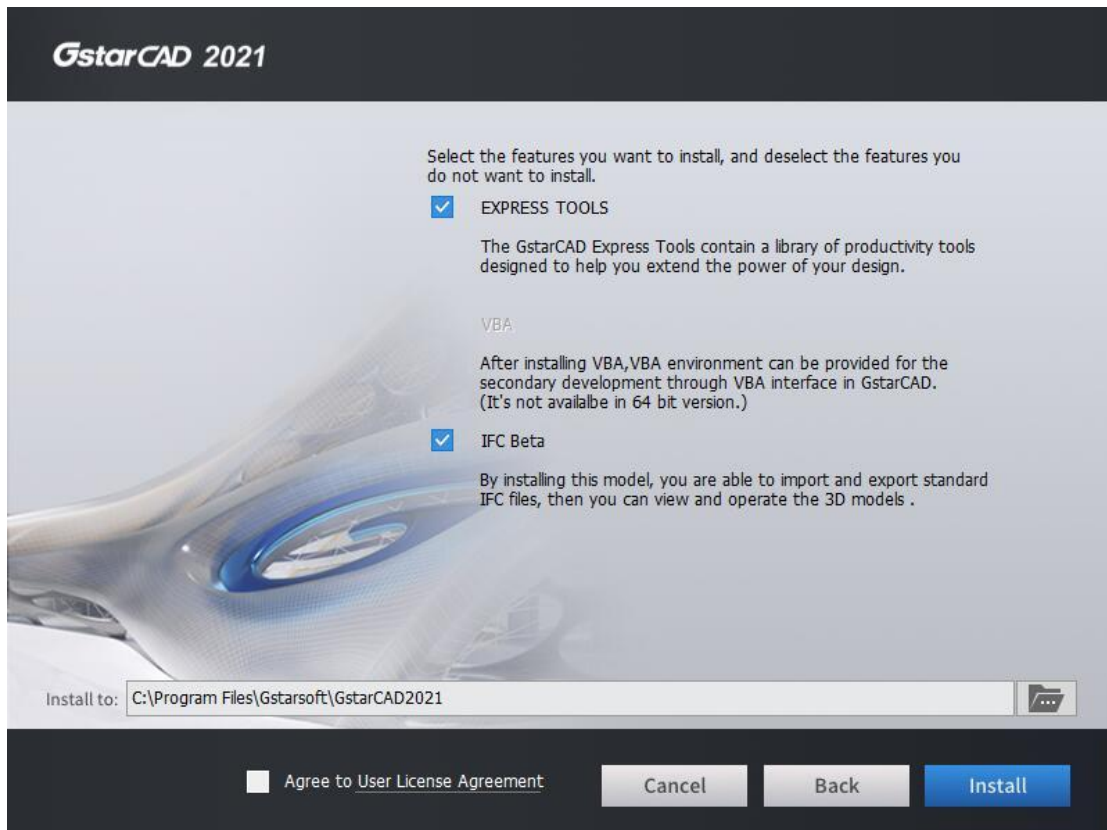 GstarCAD 2021
Select the features you want to install, and deselect the features you
do not want to install.
EXPRESS TOOLS
The GstarCAD Express Tools contain a library of productivity tools
designed to help you extend the power of your design.
VBA
After installing VBA,VBA environment can be provided for the
secondary development through VBA interface in GstarCAD.
(It's not availalbe in 64 bit version.)
IFC Beta
By installing this model, you are able to import and export standard
IFC files, then you can view and operate the 3D models .
Install to: C:\Program Files\Gstarsoft\GstarCAD2021
Agree to User License Agreement
Cancel
Back
Install